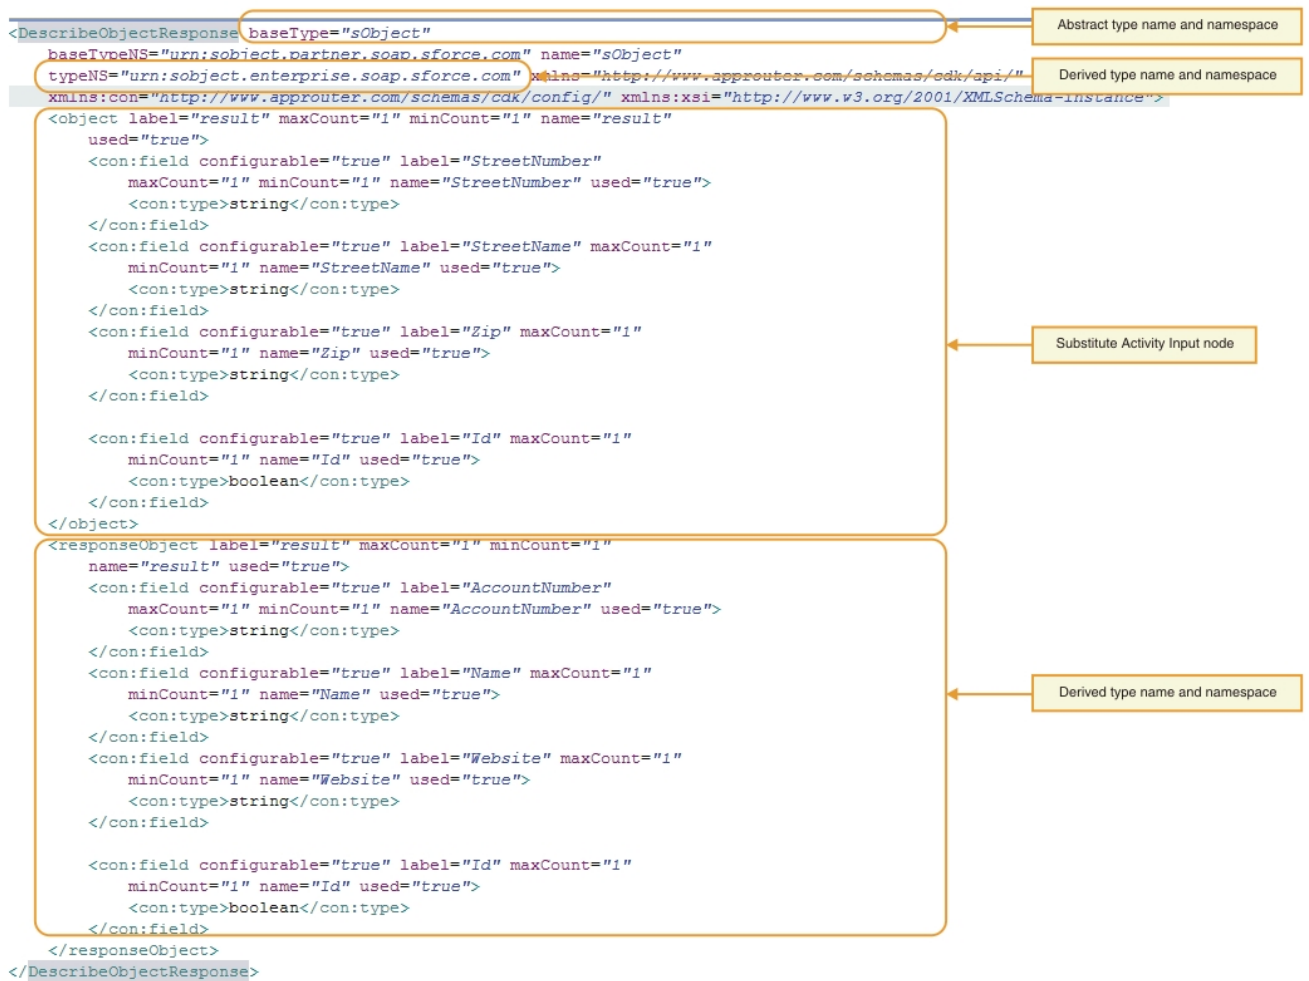 <DescribeObjectResponse baseType="sObject"
baseTypeNS="urn:sobject.partner.soap.sforce.com" name="sObject"
typeNS="urn:sobject.enterprise.soap.sforce.com" xmlns="http://www.approuter.com/schemas/cdk/api/"
xmlns:con="http://www.approuter.com/schemas/cdk/config/" xmlns:xsi="http://www.w3.org/2001/XMLSchema-instance">
<object label="result" maxCount="1" minCount="1" name="result"
used="true">
<con:field configurable="true" label="StreetNumber"
maxCount="1" minCount="1" name="StreetNumber" used="true">
<con:type>string</con:type>
</con:field>
<con:field configurable="true" label="StreetName" maxCount="1"
minCount="1" name="StreetName" used="true">
<con:type>string</con:type>
</con:field>
<con:field configurable="true" label="Zip" maxCount="1"
minCount="1" name="Zip" used="true">
<con:type>string</con:type>
</con:field>
<con:field configurable="true" label="Id" maxCount="1"
minCount="1" name="Id" used="true">
<con:type>boolean</con:type>
</con:field>
</object>
<responseObject label="result" maxCount="1" minCount="1"
name="result" used="true">
<con:field configurable="true" label="AccountNumber"
maxCount="1" minCount="1" name="AccountNumber" used="true">
<con:type>string</con:type>
</con:field>
<con:field configurable="true" label="Name" maxCount="1"
minCount="1" name="Name" used="true">
<con:type>string</con:type>
</con:field>
<con:field configurable="true" label="Website" maxCount="1"
minCount="1" name="Website" used="true">
<con:type>string</con:type>
</con:field>
<con:field configurable="true" label="Id" maxCount="1"
minCount="1" name="Id" used="true">
<con:type>boolean</con:type>
</con:field>
</responseObject>
</DescribeObjectResponse>
Abstract type name and namespace
Derived type name and namespace
Substitute Activity Input node
Derived type name and namespace